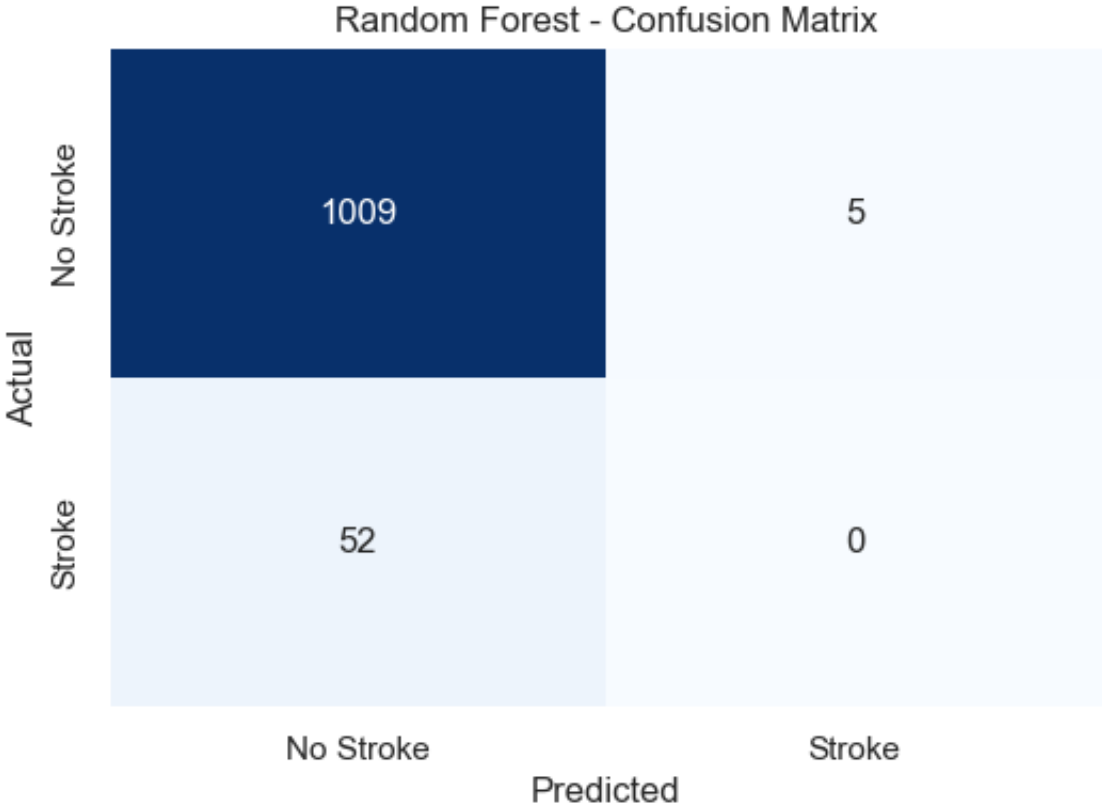 Random Forest - Confusion Matrix
Actual
No Stroke
1009
5
Stroke
52
0
No Stroke
Stroke
Predicted